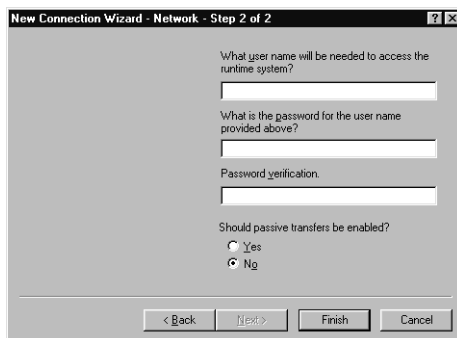 New Connection Wizard - Network - Step 2 of 2
What user name will be needed to access the
runtime system?
What is the password for the user name
provided above?
Password verification.
Should passive transfers be enabled?
Yes
No
< Back
Next >
Finish
Cancel